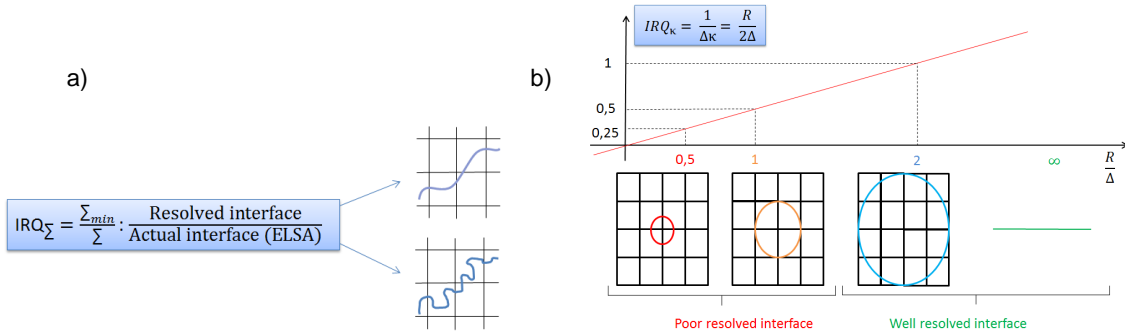 a)
IRQ_Σ = Σ_min / Σ : Resolved interface / Actual interface (ELSA)
b)
IRQ_κ = 1 / Δκ = R / 2Δ
1
0,5
0,25
0,5 1 2 ∞ R / Δ
Poor resolved interface Well resolved interface